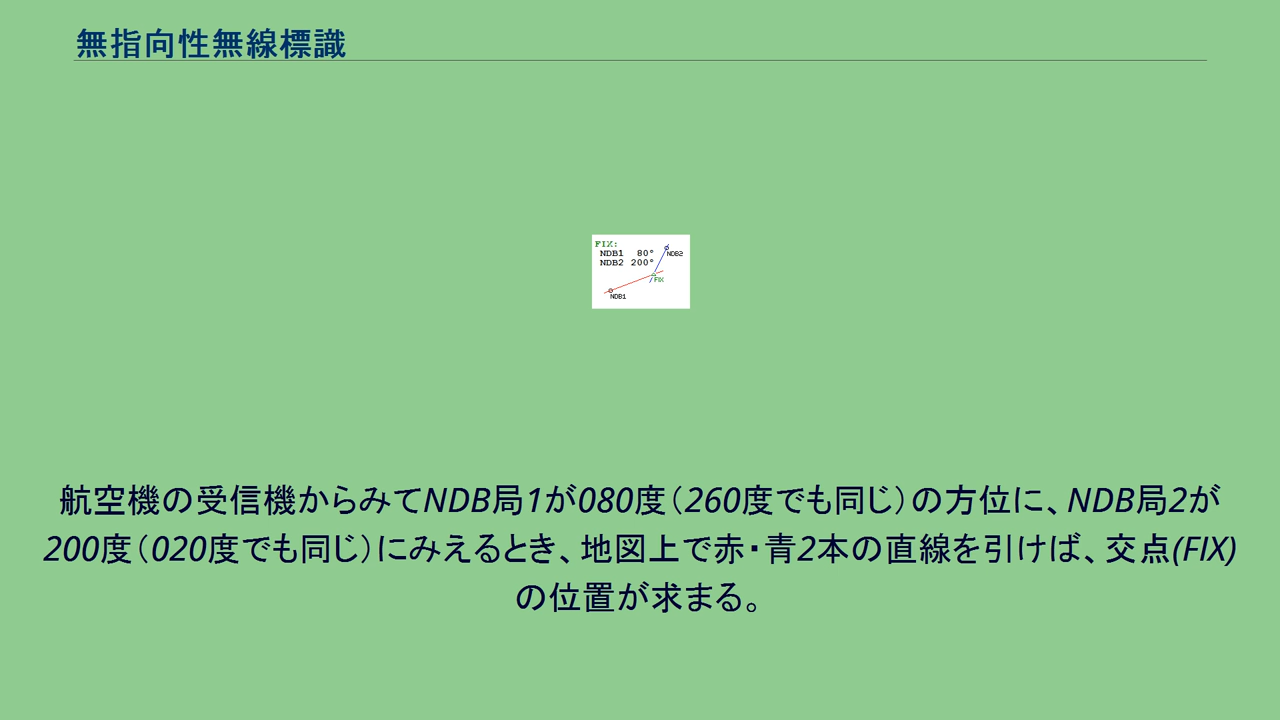 無指向性無線標識
FIX:
NDB1 80°
NDB2 200°
NDB2
FIX
NDB1
航空機の受信機からみてNDB局1が080度（260度でも同じ）の方位に、NDB局2が
200度（020度でも同じ）にみえるとき、地図上で赤・青2本の直線を引けば、交点(FIX)
の位置が求まる。